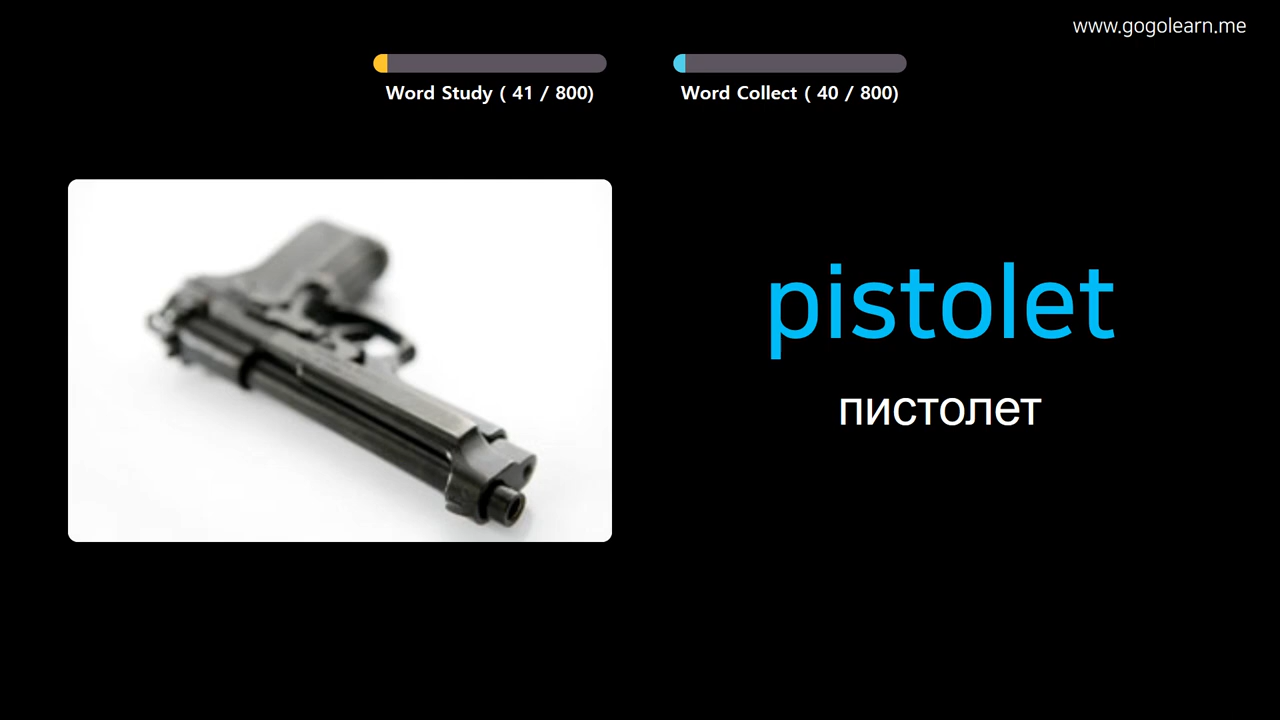 www.gogolearn.me
Word Study ( 41 / 800)
Word Collect ( 40 / 800)
pistolet
пистолет